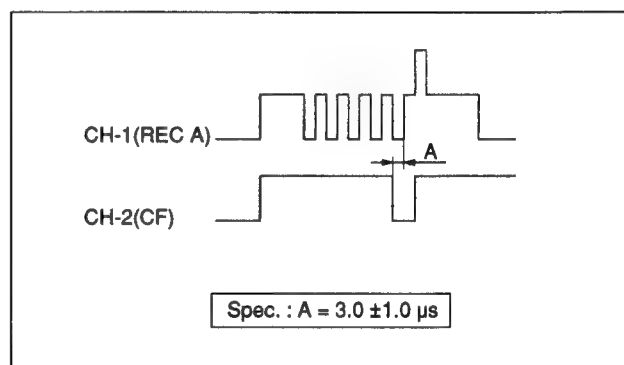 CH-1(REC A)
A
CH-2(CF)
Spec. : A = 3.0 ±1.0 µs